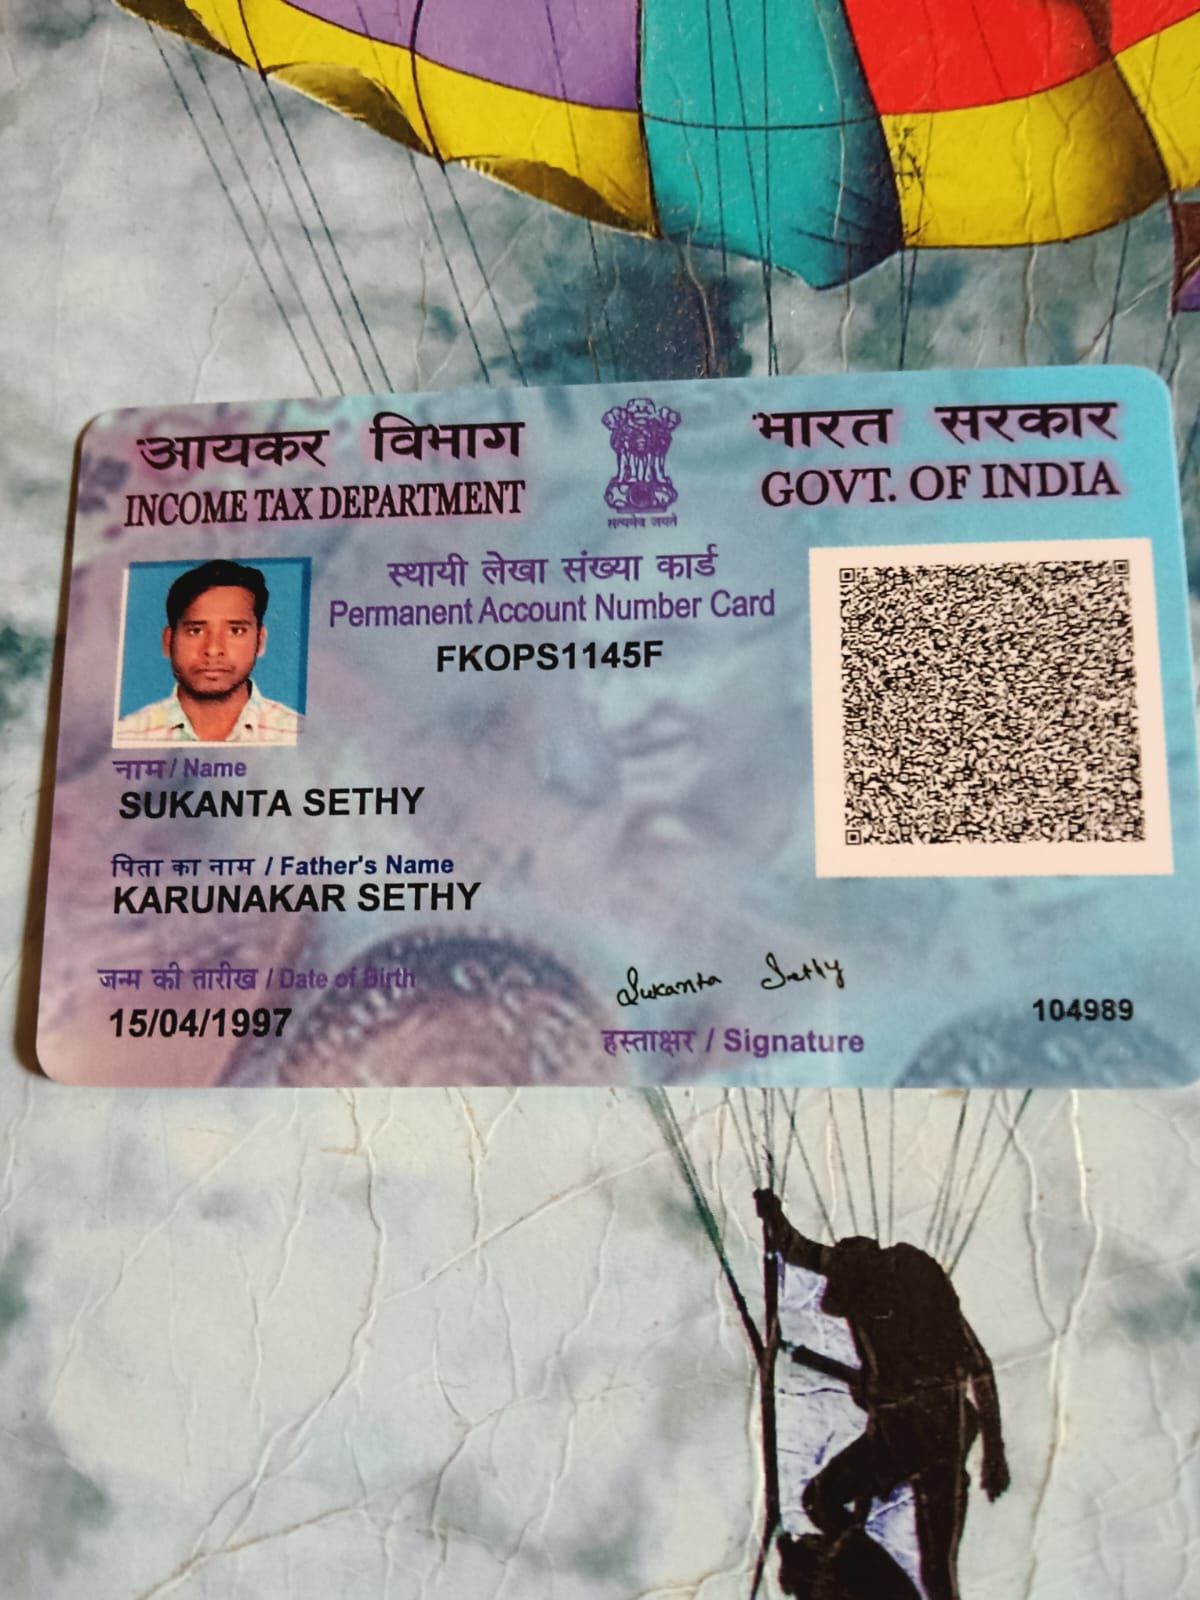 आयकर विभाग
INCOME TAX DEPARTMENT
सत्यमेव जयते
भारत सरकार
GOVT. OF INDIA
स्थायी लेखा संख्या कार्ड
Permanent Account Number Card
FKOPS1145F
नाम / Name
SUKANTA SETHY
पिता का नाम / Father's Name
KARUNAKAR SETHY
जन्म की तारीख / Date of Birth
15/04/1997
Sukanta Sethy
हस्ताक्षर / Signature
104989